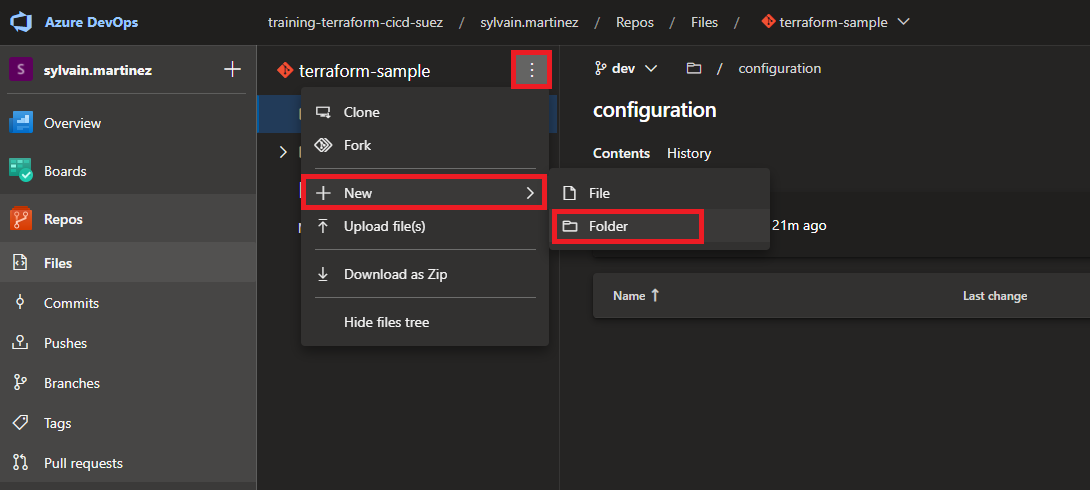 Azure DevOps
training-terraform-cicd-suez / sylvain.martinez / Repos / Files / terraform-sample
S sylvain.martinez
Overview
Boards
Repos
Files
Commits
Pushes
Branches
Tags
Pull requests
terraform-sample
Clone
Fork
New
Upload file(s)
Download as Zip
Hide files tree
File
Folder
dev / configuration
configuration
Contents History
21m ago
Name ↑ Last change